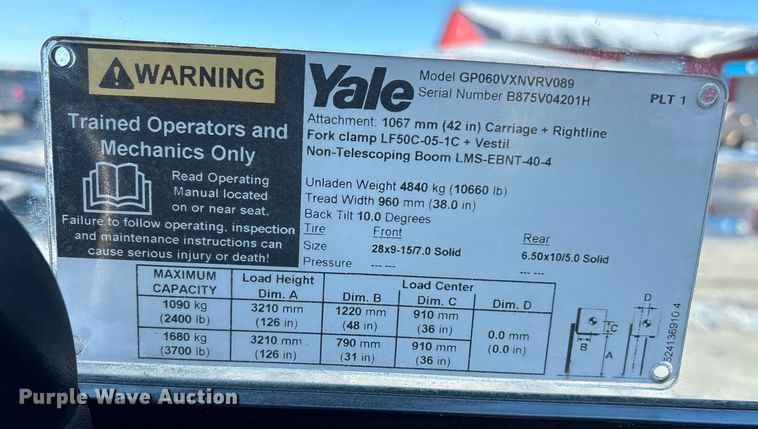 WARNING
Trained Operators and
Mechanics Only
Read Operating
Manual located
on or near seat.
Failure to follow operating, inspection
and maintenance instructions can
cause serious injury or death!
Yale
Model GP060VXNVRV089
Serial Number B875V04201H
PLT 1
Attachment: 1067 mm (42 in) Carriage + Rightline
Fork clamp LF50C-05-1C + Vestil
Non-Telescoping Boom LMS-EBNT-40-4
Unladen Weight 4840 kg (10660 lb)
Tread Width 960 mm (38.0 in)
Back Tilt 10.0 Degrees
Tire Front Rear
Size 28x9-15/7.0 Solid 6.50x10/5.0 Solid
Pressure --- --- --- ---
MAXIMUM CAPACITY Load Height Load Center
Dim. A Dim. B Dim. C Dim. D
1090 kg 3210 mm 1220 mm 910 mm
(2400 lb) (126 in) (48 in) (36 in)
0.0 mm
(0.0 in)
1680 kg 3210 mm 790 mm 910 mm
(3700 lb) (126 in) (31 in) (36 in)
D
C
B
A
524136910 4
Purple Wave Auction